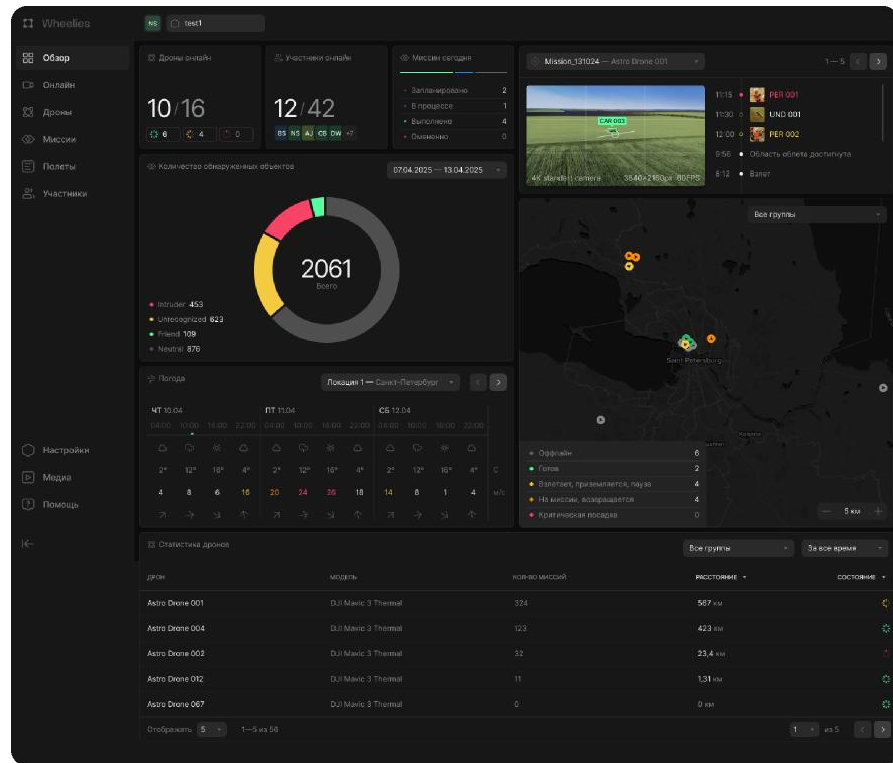 Wheelies
NS test1
Обзор
Онлайн
Дроны
Миссии
Полеты
Участники
Настройки
Медиа
Помощь
Дроны онлайн
10/16
6 4 0
Участники онлайн
12/42
BS NS AJ CB DW +7
Миссии сегодня
Запланировано 2
В процессе 1
Выполнено 4
Отменено 0
Mission_131024 — Astro Drone 001
1—5
CAR 003
4K standart camera 3840×2160px 60FPS
11:15 PER 001
11:30 UND 001
12:00 PER 002
9:56 Область облета достигнута
8:12 Взлет
Количество обнаруженных объектов
07.04.2025 — 13.04.2025
2061
Всего
Intruder 453
Unrecognized 623
Friend 109
Neutral 876
Все группы
Saint Petersburg
Оффлайн 6
Готов 2
Взлетает, приземляется, пауза 4
На миссии, возвращается 4
Критическая посадка 0
5 км
Погода
Локация 1 — Санкт-Петербург
ЧТ 10.04 ПТ 11.04 СБ 12.04
04:00 10:00 16:00 22:00 04:00 10:00 16:00 22:00 04:00 10:00 16:00 22:00
2° 12° 16° 4° 2° 12° 16° 4° 2° 12° 16° 4° C
4 8 6 16 20 24 26 18 14 8 1 4 м/с
Статистика дронов
Все группы
За все время
ДРОН МОДЕЛЬ КОЛ-ВО МИССИЙ РАССТОЯНИЕ СОСТОЯНИЕ
Astro Drone 001 DJI Mavic 3 Thermal 324 567 км
Astro Drone 004 DJI Mavic 3 Thermal 123 423 км
Astro Drone 002 DJI Mavic 3 Thermal 32 23,4 км
Astro Drone 012 DJI Mavic 3 Thermal 11 1,31 км
Astro Drone 067 DJI Mavic 3 Thermal 0 0 км
Отображать 5 1—5 из 56
1 из 5